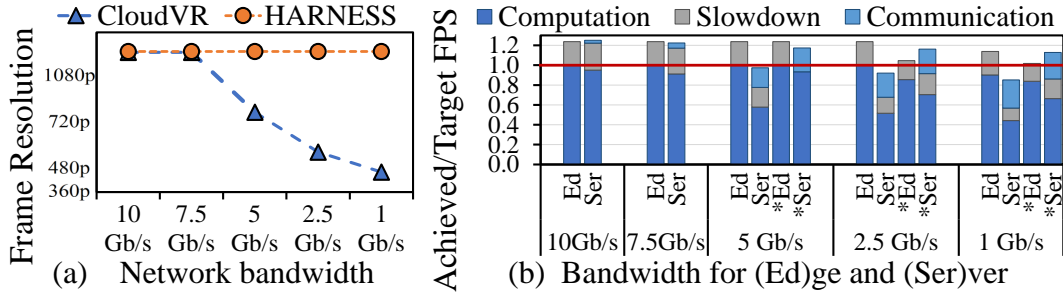 CloudVR HARNESS
Frame Resolution
1080p
720p
480p
360p
10 7.5 5 2.5 1
Gb/s Gb/s Gb/s Gb/s Gb/s
(a) Network bandwidth
Computation Slowdown Communication
Achieved/Target FPS
1.2
1.0
0.8
0.6
0.4
0.2
0.0
Ed Ser Ed Ser Ed Ser *Ed *Ser Ed Ser *Ed *Ser Ed Ser *Ed *Ser
10Gb/s 7.5Gb/s 5 Gb/s 2.5 Gb/s 1 Gb/s
(b) Bandwidth for (Ed)ge and (Ser)ver